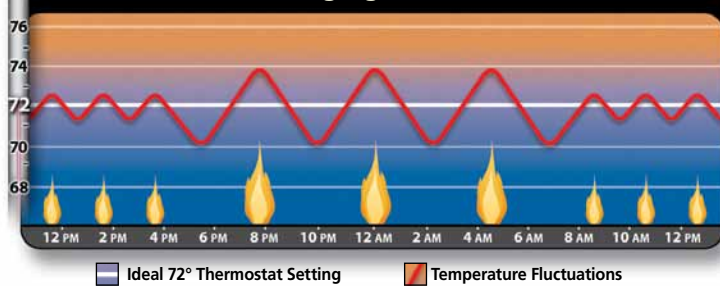 76
74
72
70
68
12 PM 2 PM 4 PM 6 PM 8 PM 10 PM 12 AM 2 AM 4 AM 6 AM 8 AM 10 AM 12 PM
Ideal 72° Thermostat Setting Temperature Fluctuations